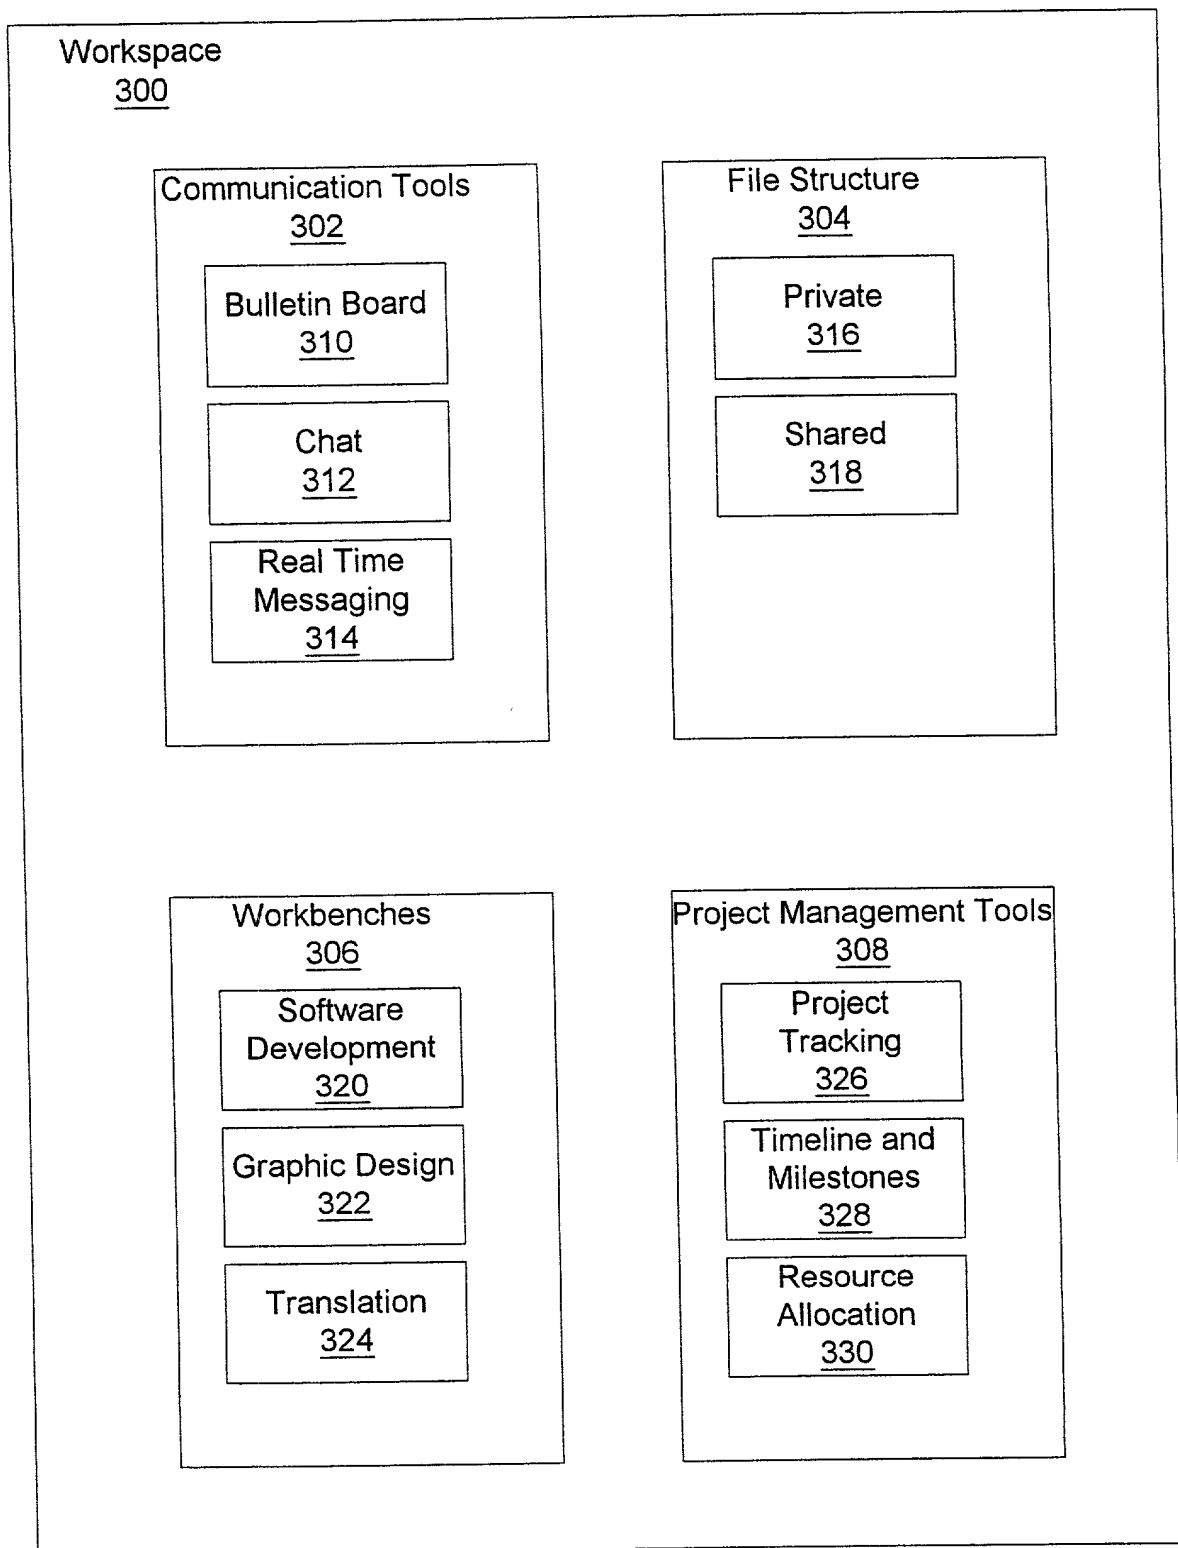 Workspace
300
Communication Tools
302
Bulletin Board
310
Chat
312
Real Time
Messaging
314
File Structure
304
Private
316
Shared
318
Workbenches
306
Software
Development
320
Graphic Design
322
Translation
324
Project Management Tools
308
Project
Tracking
326
Timeline and
Milestones
328
Resource
Allocation
330